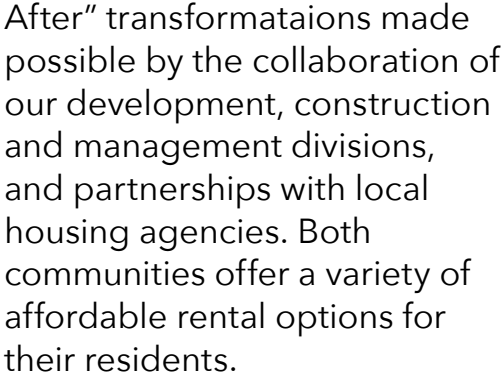 After” transformataions made
possible by the collaboration of
our development, construction
and management divisions,
and partnerships with local
housing agencies. Both
communities offer a variety of
affordable rental options for
their residents.